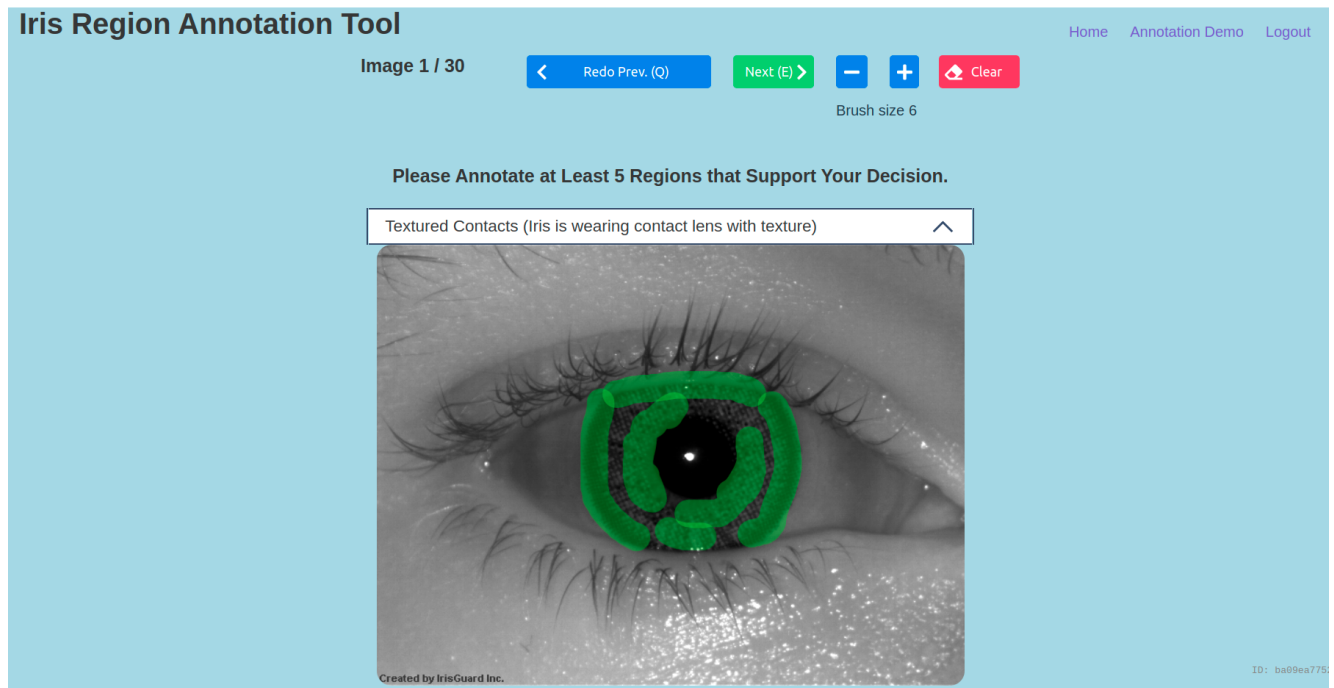 Iris Region Annotation Tool
Home Annotation Demo Logout
Image 1 / 30
Redo Prev. (Q)
Next (E)
Clear
Brush size 6
Please Annotate at Least 5 Regions that Support Your Decision.
Textured Contacts (Iris is wearing contact lens with texture)
Created by IrisGuard Inc.
ID: ba09ea775